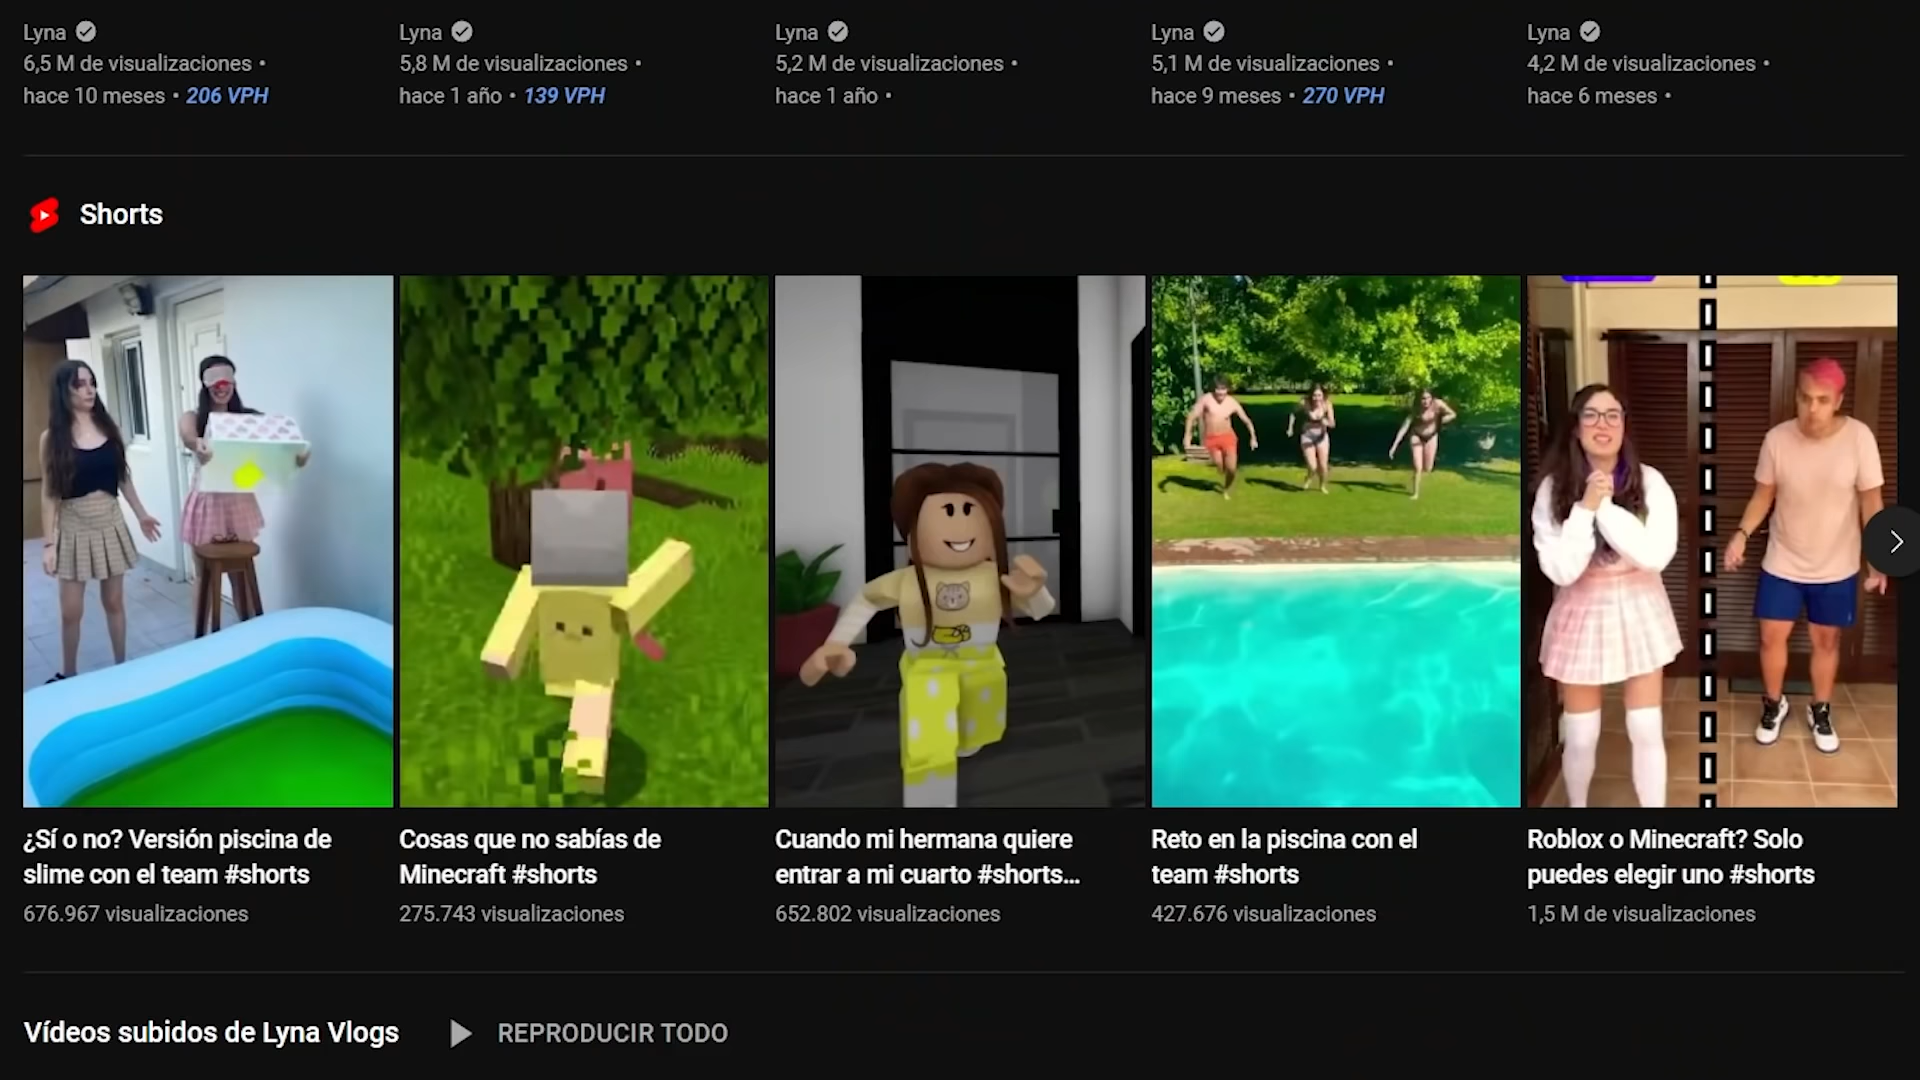 Lyna
6,5 M de visualizaciones •
hace 10 meses • 206 VPH
Lyna
5,8 M de visualizaciones •
hace 1 año • 139 VPH
Lyna
5,2 M de visualizaciones •
hace 1 año •
Lyna
5,1 M de visualizaciones •
hace 9 meses • 270 VPH
Lyna
4,2 M de visualizaciones •
hace 6 meses •
Shorts
¿Sí o no? Versión piscina de
slime con el team #shorts
676.967 visualizaciones
Cosas que no sabías de
Minecraft #shorts
275.743 visualizaciones
Cuando mi hermana quiere
entrar a mi cuarto #shorts...
652.802 visualizaciones
Reto en la piscina con el
team #shorts
427.676 visualizaciones
Roblox o Minecraft? Solo
puedes elegir uno #shorts
1,5 M de visualizaciones
Vídeos subidos de Lyna Vlogs
REPRODUCIR TODO